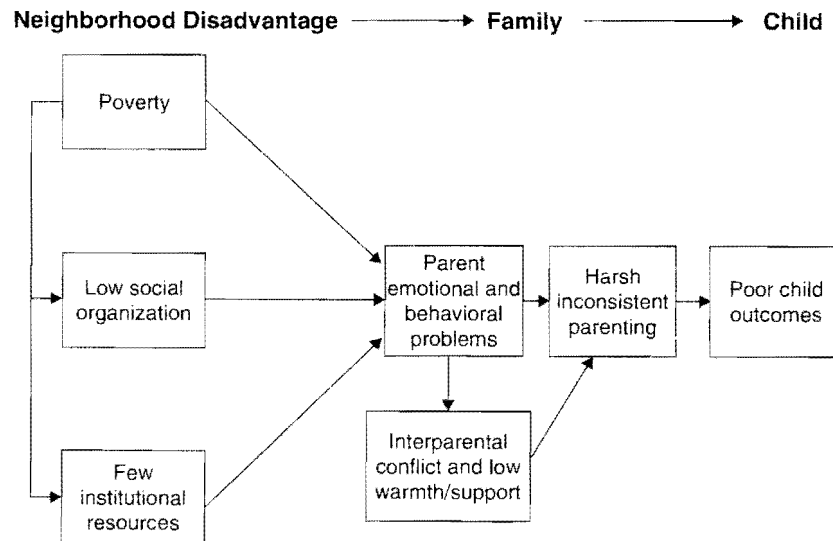 Neighborhood Disadvantage Family Child
Poverty
Low social
organization
Few
institutional
resources
Parent
emotional and
behavioral
problems
Interparental
conflict and low
warmth/support
Harsh
inconsistent
parenting
Poor child
outcomes